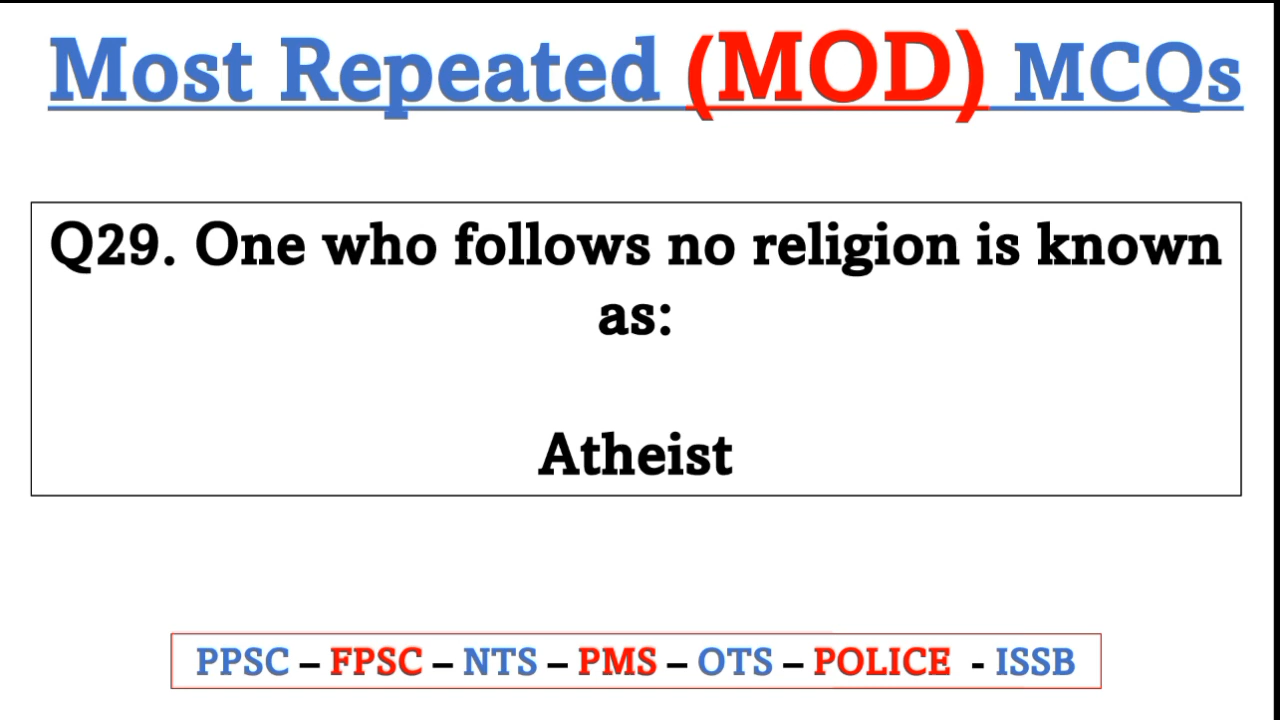 Most Repeated (MOD) MCQs
Q29. One who follows no religion is known
as:
Atheist
PPSC – FPSC – NTS – PMS – OTS – POLICE - ISSB